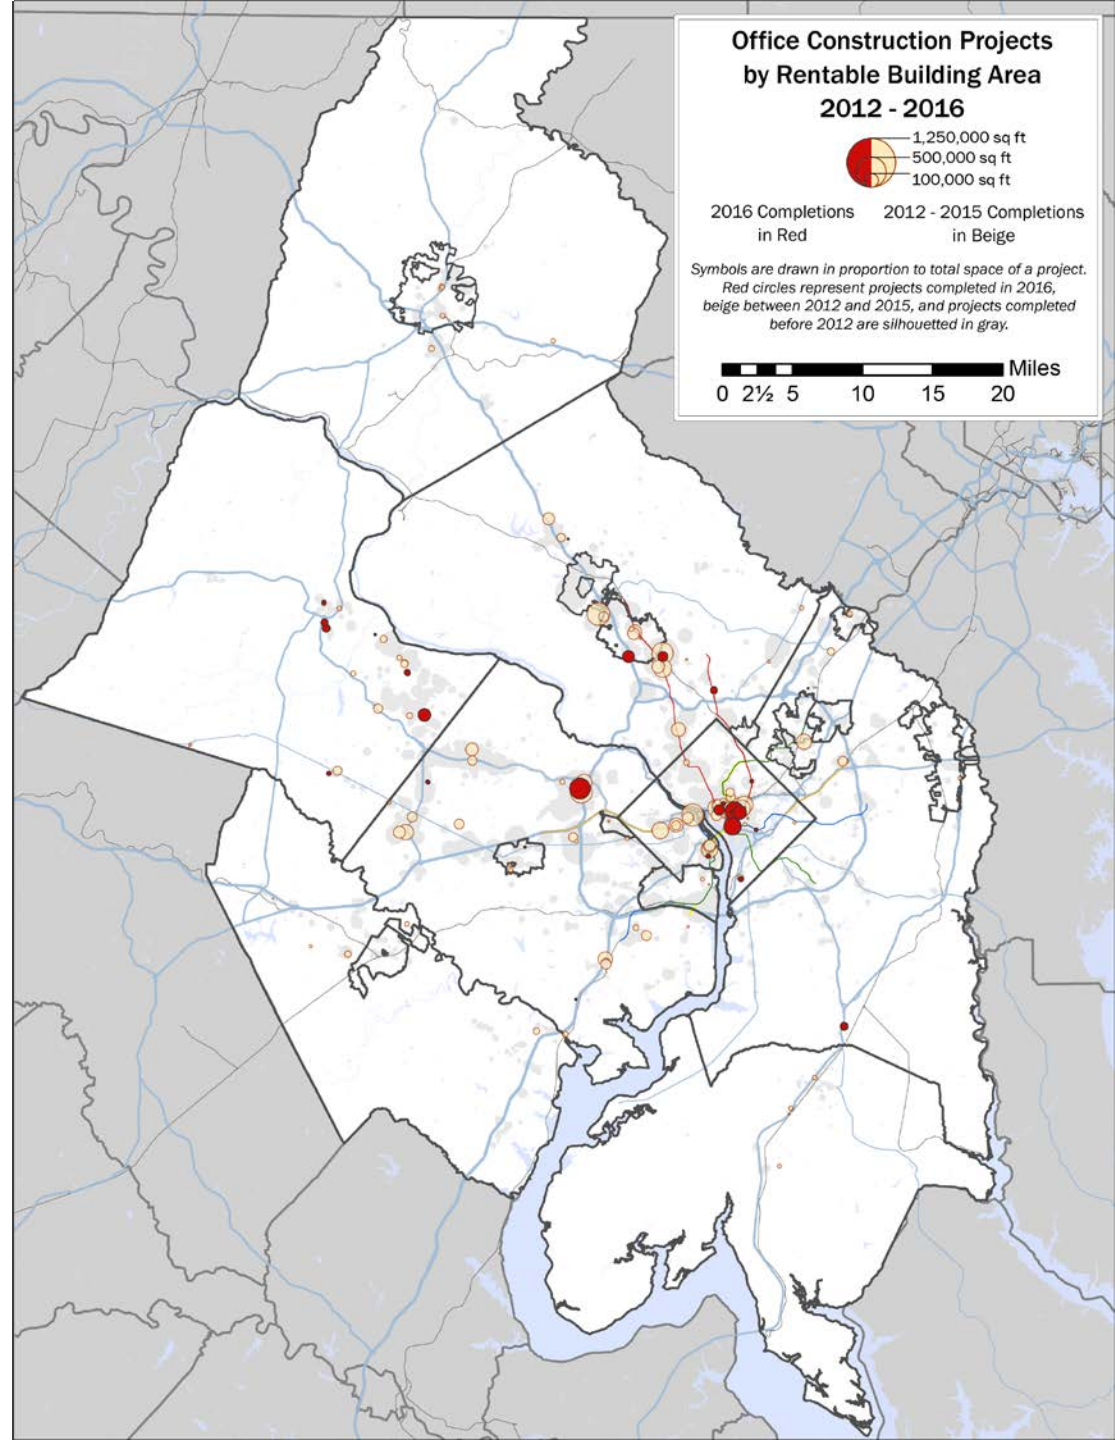 Office Construction Projects
by Rentable Building Area
2012 - 2016
1,250,000 sq ft
500,000 sq ft
100,000 sq ft
2016 Completions
in Red
2012 - 2015 Completions
in Beige
Symbols are drawn in proportion to total space of a project.
Red circles represent projects completed in 2016,
beige between 2012 and 2015, and projects completed
before 2012 are silhouetted in gray.
Miles
0 2½ 5 10 15 20